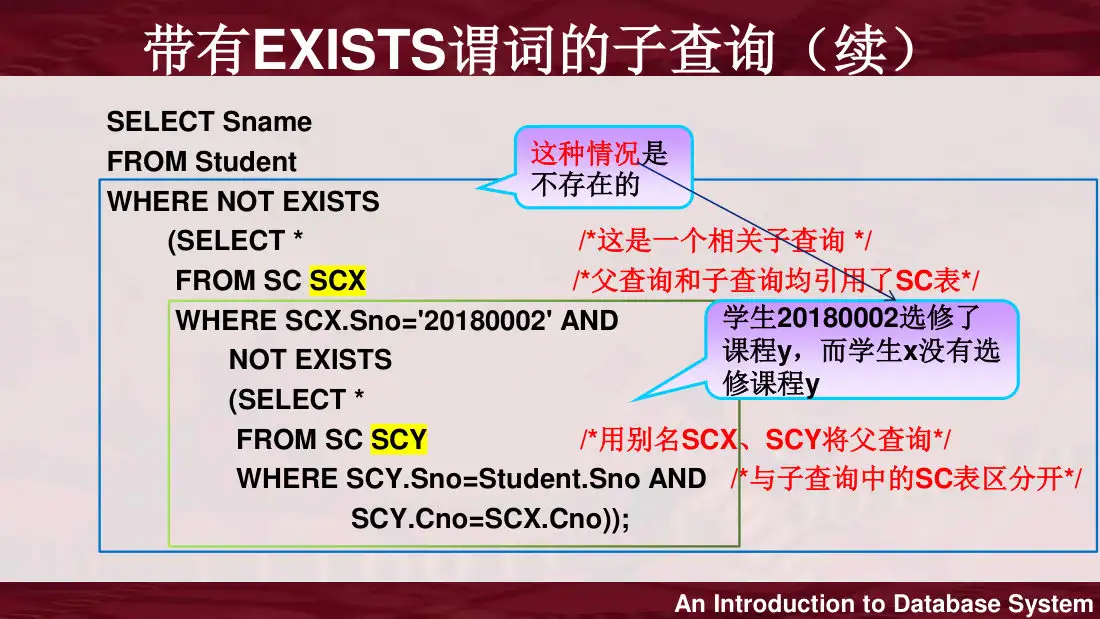 带有EXISTS谓词的子查询（续）
SELECT Sname
FROM Student
这种情况是
不存在的
WHERE NOT EXISTS
(SELECT * /*这是一个相关子查询 */
FROM SC SCX /*父查询和子查询均引用了SC表*/
WHERE SCX.Sno='20180002' AND
学生20180002选修了
课程y，而学生x没有选
修课程y
NOT EXISTS
(SELECT *
FROM SC SCY /*用别名SCX、SCY将父查询*/
WHERE SCY.Sno=Student.Sno AND /*与子查询中的SC表区分开*/
SCY.Cno=SCX.Cno));
An Introduction to Database System